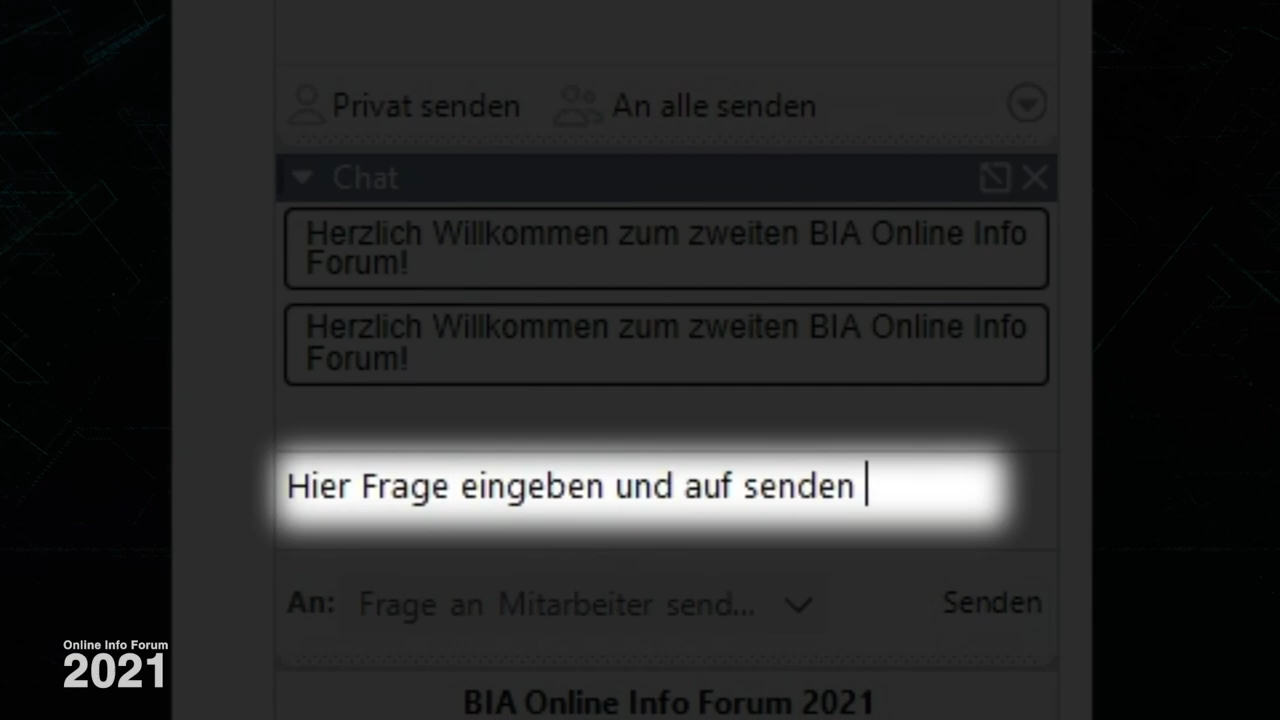 Privat senden An alle senden
Chat
Herzlich Willkommen zum zweiten BIA Online Info
Forum!
Herzlich Willkommen zum zweiten BIA Online Info
Forum!
Hier Frage eingeben und auf senden
An: Frage an Mitarbeiter send... Senden
Online Info Forum
2021
BIA Online Info Forum 2021